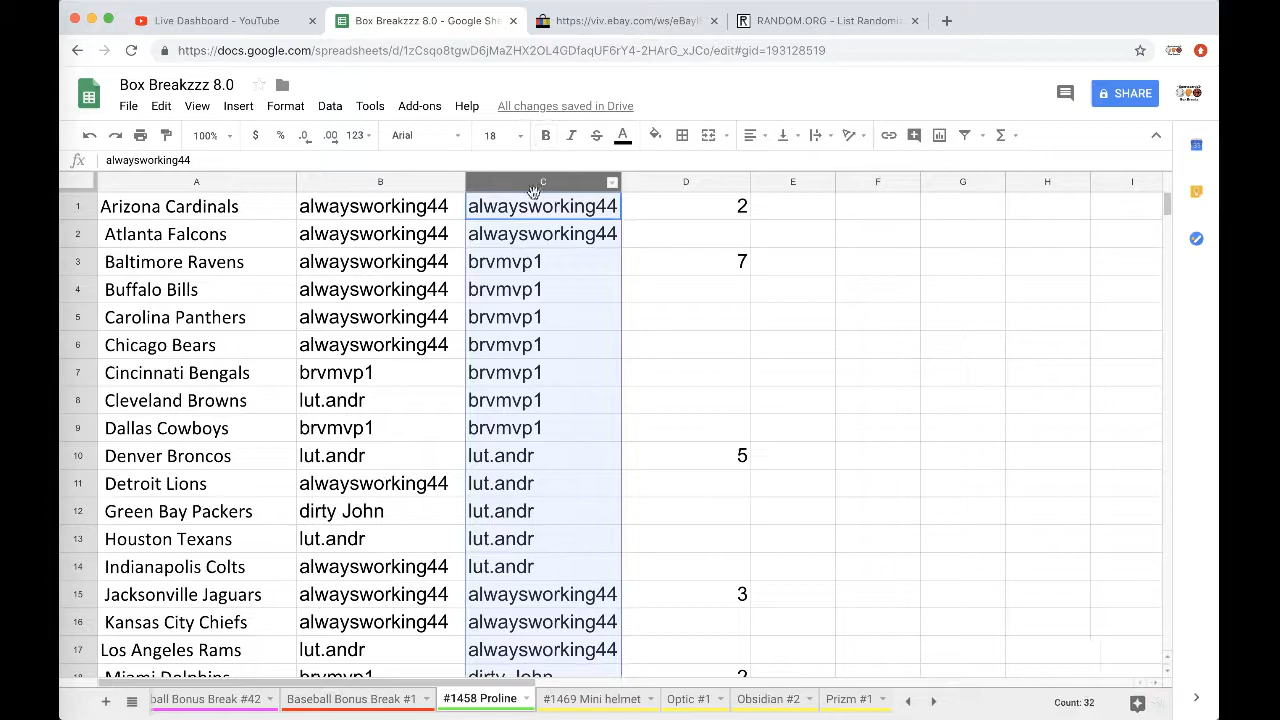 Live Dashboard - YouTube
Box Breakzzz 8.0 - Google She
https://viv.ebay.com/ws/eBayI
RANDOM.ORG - List Randomiz
https://docs.google.com/spreadsheets/d/1zCsqo8tgwD6jMaZHX2OL4GDfaqUF6rY4-2HArG_xJCo/edit#gid=193128519
Box Breakzzz 8.0
File Edit View Insert Format Data Tools Add-ons Help All changes saved in Drive
SHARE
100% $ % .0 .00 123 Arial 18 B I S A
fx alwaysworking44
A B C D E F G H I
1 Arizona Cardinals alwaysworking44 alwaysworking44 2
2 Atlanta Falcons alwaysworking44 alwaysworking44
3 Baltimore Ravens alwaysworking44 brvmvp1 7
4 Buffalo Bills alwaysworking44 brvmvp1
5 Carolina Panthers alwaysworking44 brvmvp1
6 Chicago Bears alwaysworking44 brvmvp1
7 Cincinnati Bengals brvmvp1 brvmvp1
8 Cleveland Browns lut.andr brvmvp1
9 Dallas Cowboys brvmvp1 brvmvp1
10 Denver Broncos lut.andr lut.andr 5
11 Detroit Lions alwaysworking44 lut.andr
12 Green Bay Packers dirty John lut.andr
13 Houston Texans lut.andr lut.andr
14 Indianapolis Colts alwaysworking44 lut.andr
15 Jacksonville Jaguars alwaysworking44 alwaysworking44 3
16 Kansas City Chiefs alwaysworking44 alwaysworking44
17 Los Angeles Rams lut.andr alwaysworking44
18 Miami Dolphins brvmvp1 dirty John 2
ball Bonus Break #42 Baseball Bonus Break #1 #1458 Proline #1469 Mini helmet Optic #1 Obsidian #2 Prizm #1 Count: 32